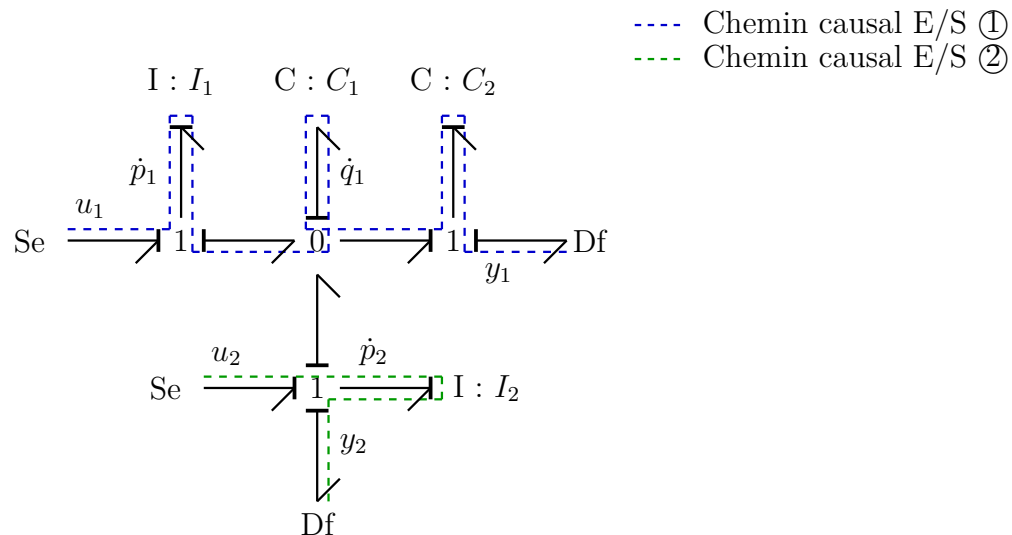 Chemin causal E/S ①
Chemin causal E/S ②
I : I₁ C : C₁ C : C₂
ṗ₁ q̇₁
u₁
Se 1 0 1 Df
y₁
u₂ ṗ₂
Se 1 I : I₂
y₂
Df